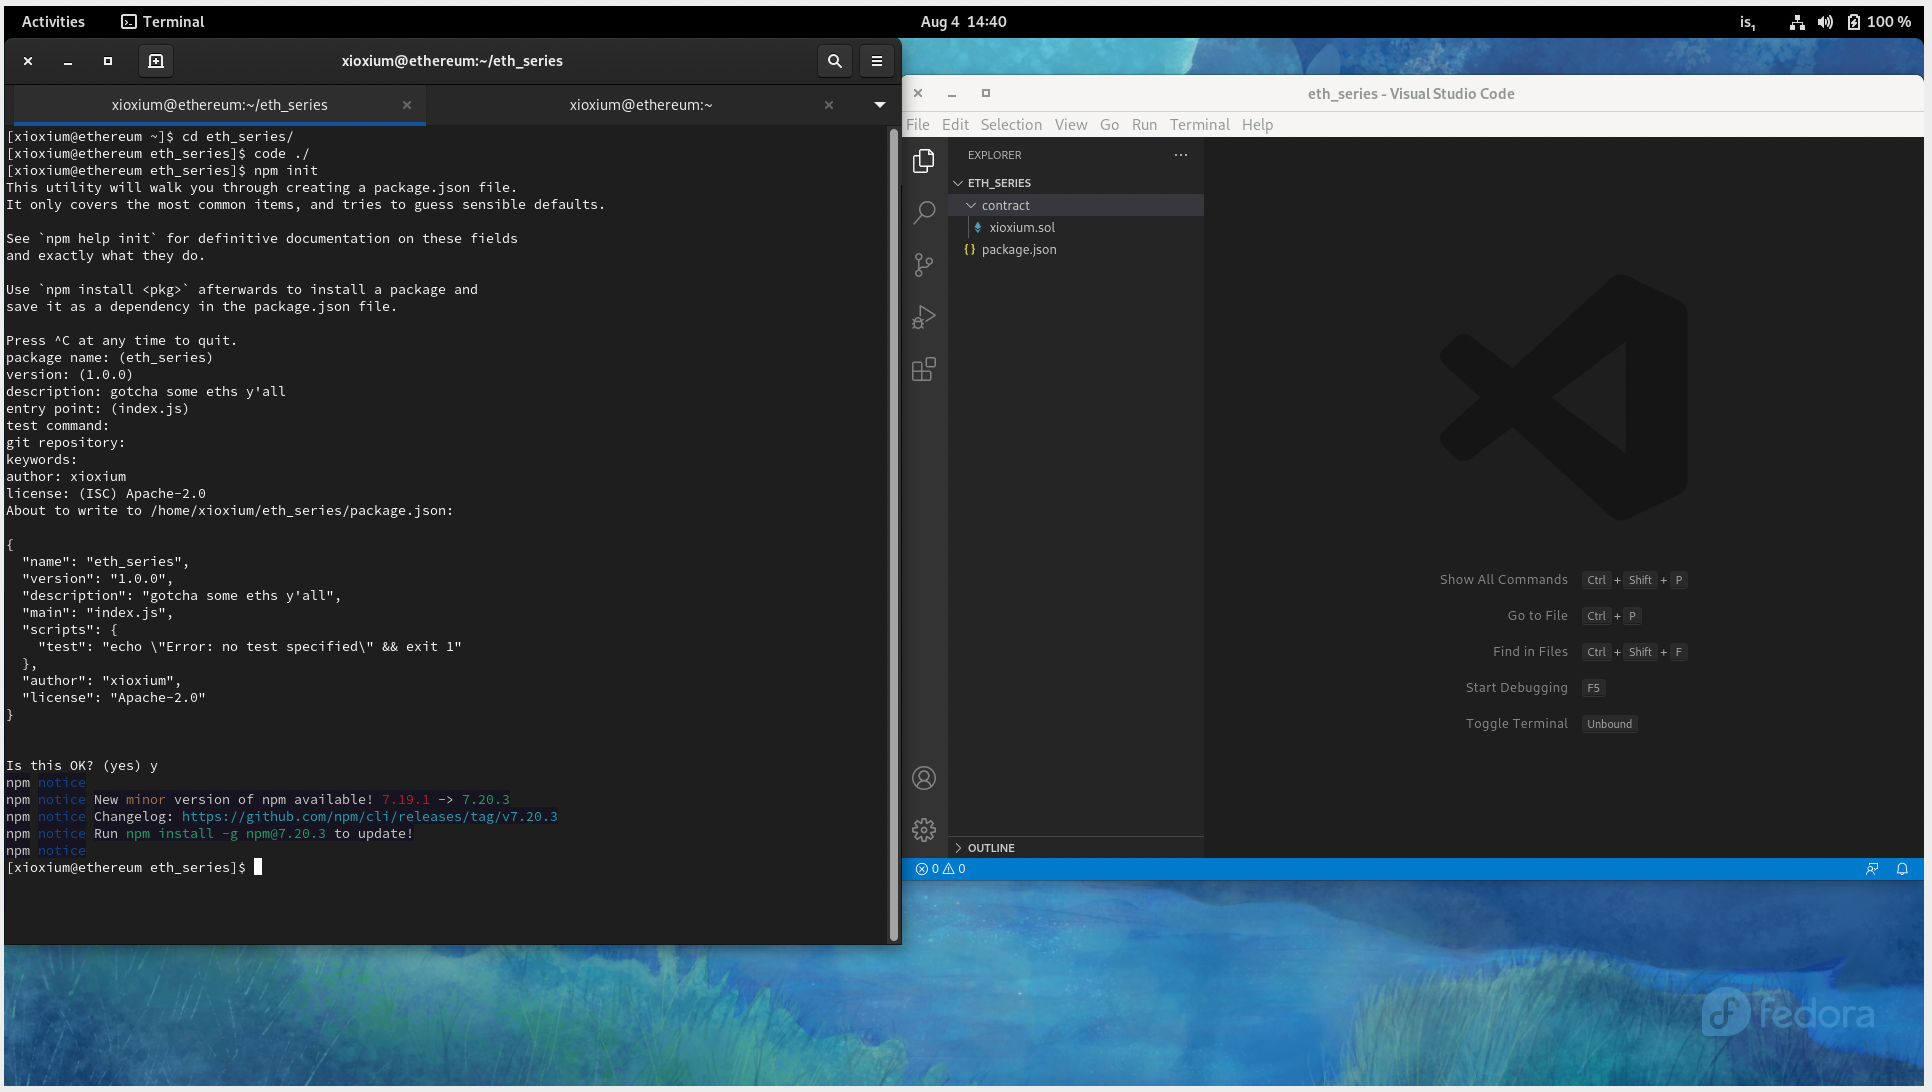 Activities
Terminal
Aug 4 14:40
is1
100 %
xioxium@ethereum:~/eth_series
xioxium@ethereum:~/eth_series
xioxium@ethereum:~
[xioxium@ethereum ~]$ cd eth_series/
[xioxium@ethereum eth_series]$ code ./
[xioxium@ethereum eth_series]$ npm init
This utility will walk you through creating a package.json file.
It only covers the most common items, and tries to guess sensible defaults.
See `npm help init` for definitive documentation on these fields
and exactly what they do.
Use `npm install <pkg>` afterwards to install a package and
save it as a dependency in the package.json file.
Press ^C at any time to quit.
package name: (eth_series)
version: (1.0.0)
description: gotcha some eths y'all
entry point: (index.js)
test command:
git repository:
keywords:
author: xioxium
license: (ISC) Apache-2.0
About to write to /home/xioxium/eth_series/package.json:
{
"name": "eth_series",
"version": "1.0.0",
"description": "gotcha some eths y'all",
"main": "index.js",
"scripts": {
"test": "echo \"Error: no test specified\" && exit 1"
},
"author": "xioxium",
"license": "Apache-2.0"
}
Is this OK? (yes) y
npm notice
npm notice New minor version of npm available! 7.19.1 -> 7.20.3
npm notice Changelog: https://github.com/npm/cli/releases/tag/v7.20.3
npm notice Run npm install -g npm@7.20.3 to update!
npm notice
[xioxium@ethereum eth_series]$
eth_series - Visual Studio Code
File Edit Selection View Go Run Terminal Help
EXPLORER
ETH_SERIES
contract
xioxium.sol
{} package.json
OUTLINE
Show All Commands Ctrl + Shift + P
Go to File Ctrl + P
Find in Files Ctrl + Shift + F
Start Debugging F5
Toggle Terminal Unbound
0 0
fedora